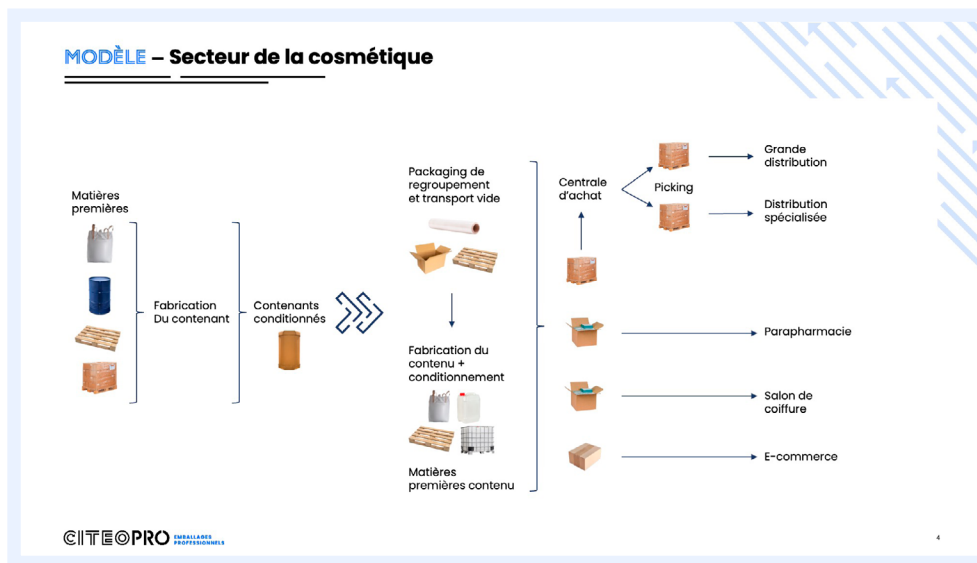 MODÈLE – Secteur de la cosmétique
Matières
premières
Fabrication
Du contenant
Contenants
conditionnés
Packaging de
regroupement
et transport vide
Fabrication du
contenu +
conditionnement
Matières
premières contenu
Centrale
d'achat
Picking
Grande
distribution
Distribution
spécialisée
Parapharmacie
Salon de
coiffure
E-commerce
CITEOPRO EMBALLAGES
PROFESSIONNELS
4